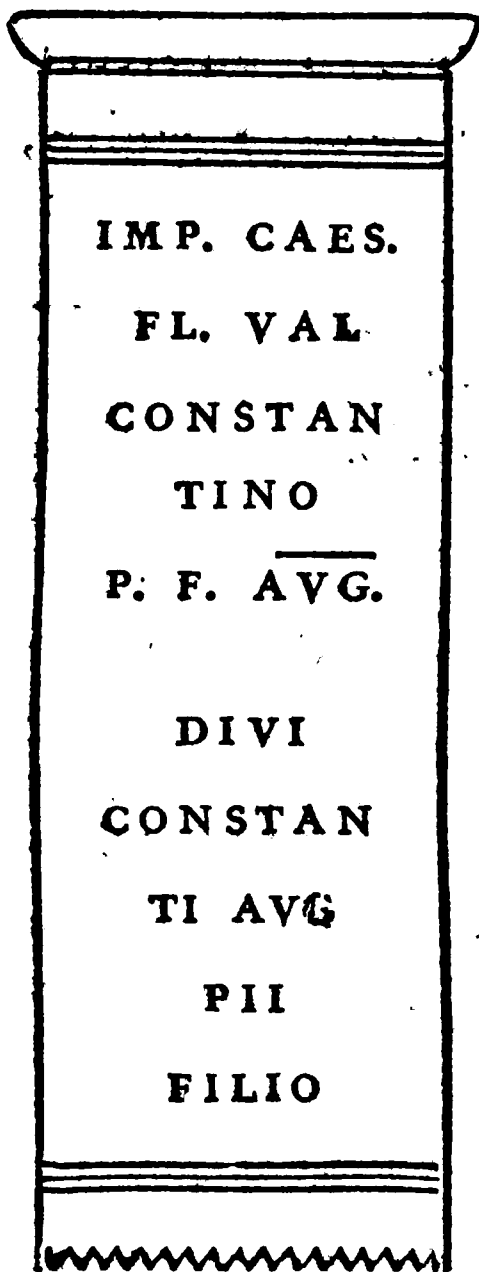 IMP. CAES.
FL. VAL
CONSTAN
TINO
P. F. AVG.
DIVI
CONSTAN
TI AVG
PII
FILIO